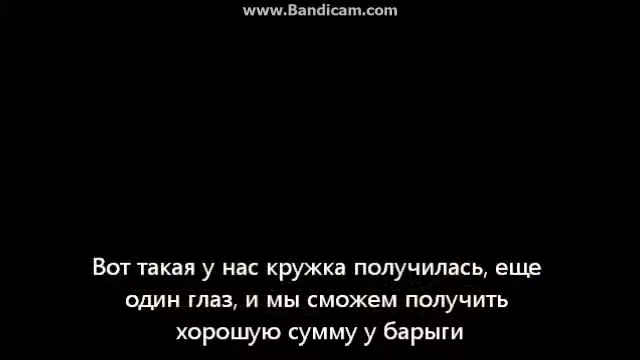 www.Bandicam.com
Вот такая у нас кружка получилась, еще
один глаз, и мы сможем получить
хорошую сумму у барыги